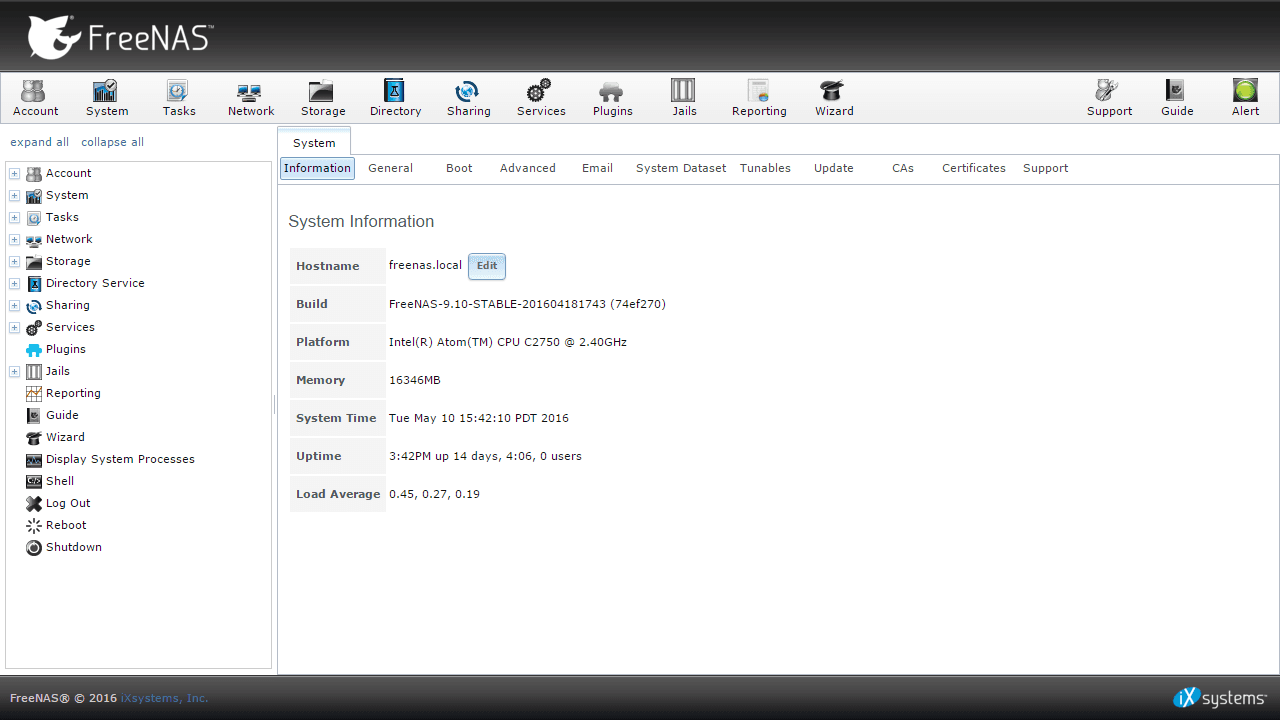 FreeNAS™
Account System Tasks Network Storage Directory Sharing Services Plugins Jails Reporting Wizard Support Guide Alert
expand all collapse all
Account
System
Tasks
Network
Storage
Directory Service
Sharing
Services
Plugins
Jails
Reporting
Guide
Wizard
Display System Processes
Shell
Log Out
Reboot
Shutdown
System
Information General Boot Advanced Email System Dataset Tunables Update CAs Certificates Support
System Information
Hostname freenas.local Edit
Build FreeNAS-9.10-STABLE-201604181743 (74ef270)
Platform Intel(R) Atom(TM) CPU C2750 @ 2.40GHz
Memory 16346MB
System Time Tue May 10 15:42:10 PDT 2016
Uptime 3:42PM up 14 days, 4:06, 0 users
Load Average 0.45, 0.27, 0.19
FreeNAS® © 2016 iXsystems, Inc.
iXsystems